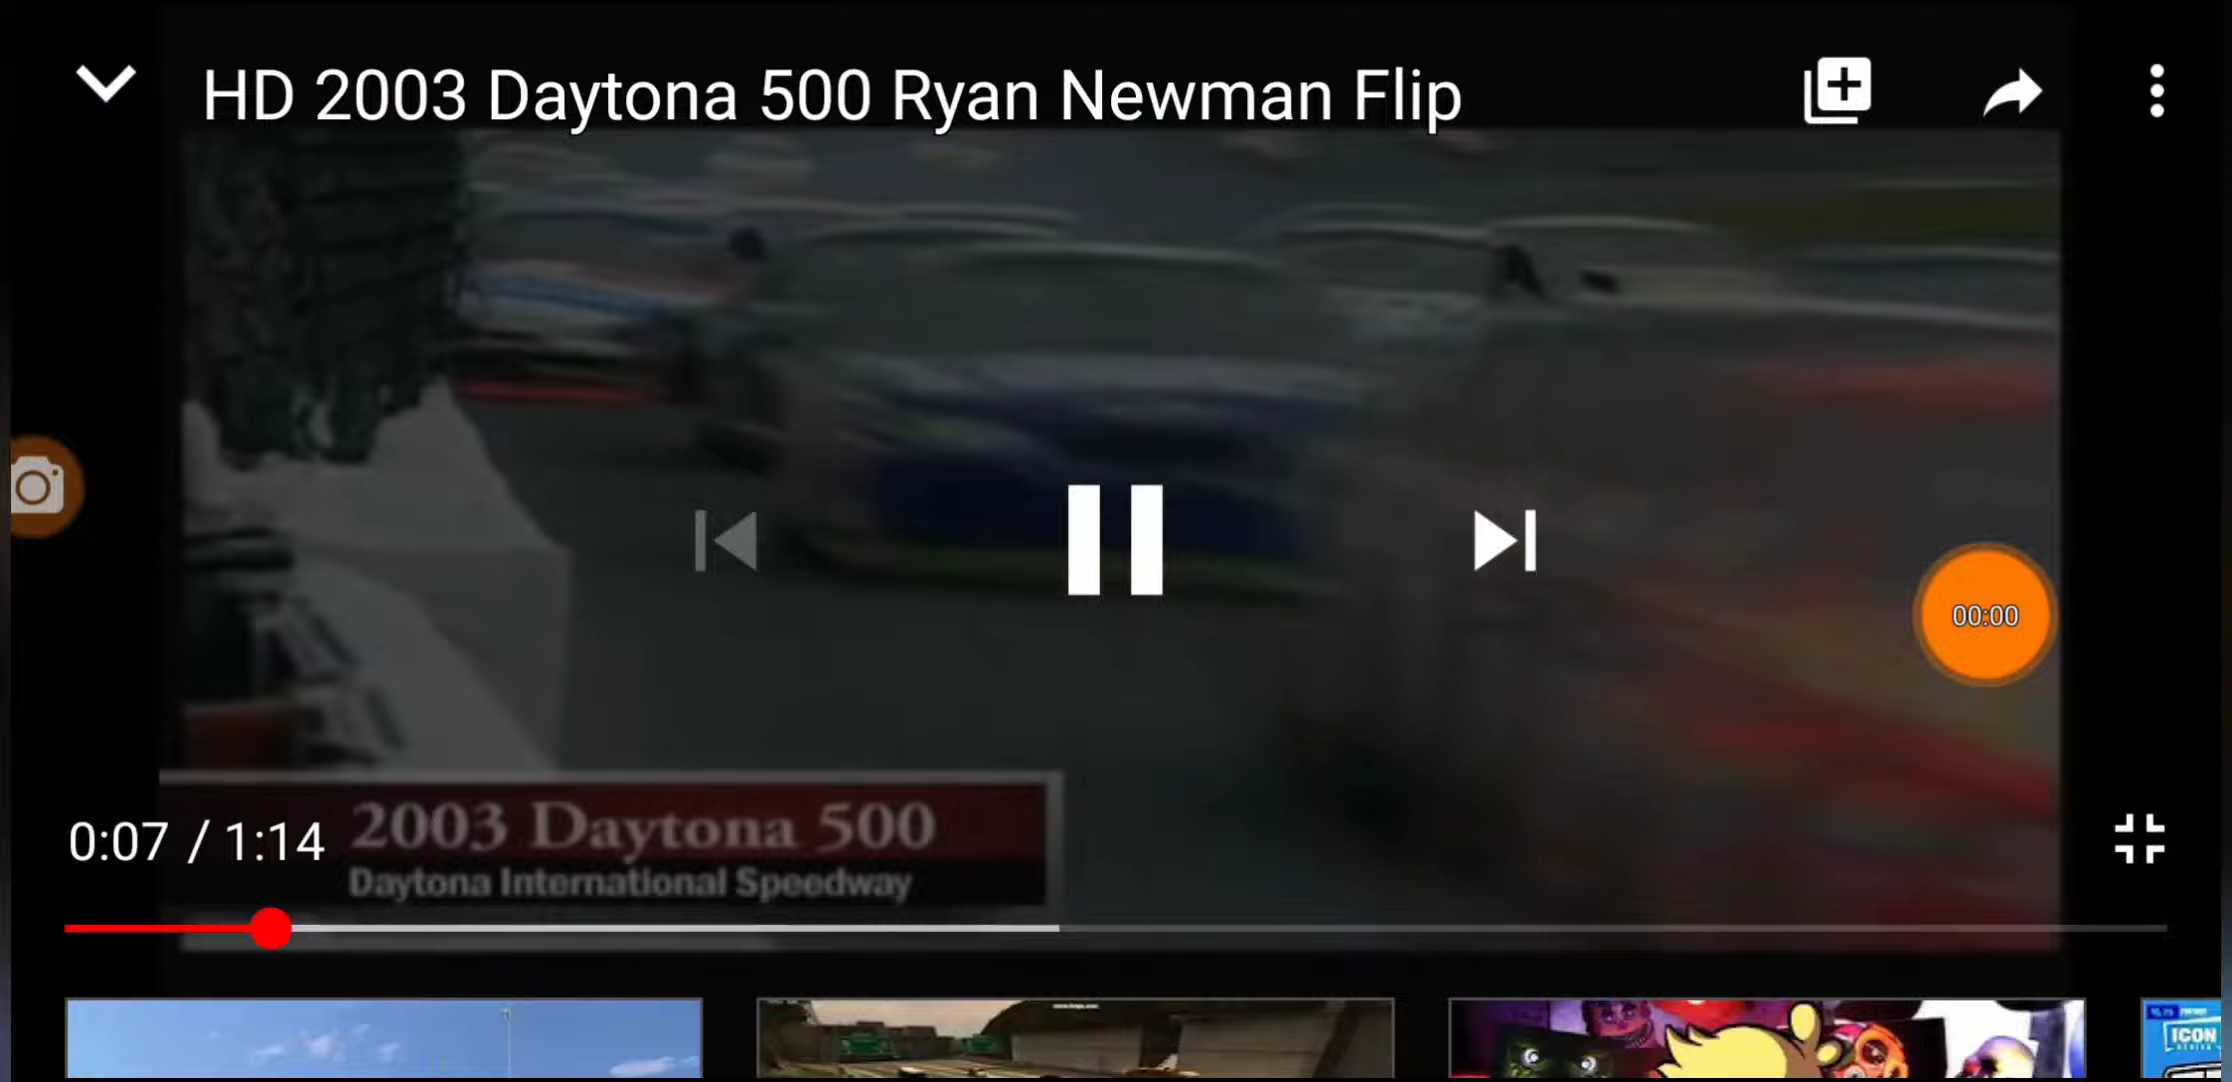 HD 2003 Daytona 500 Ryan Newman Flip
00:00
0:07 / 1:14
2003 Daytona 500
Daytona International Speedway
ICON